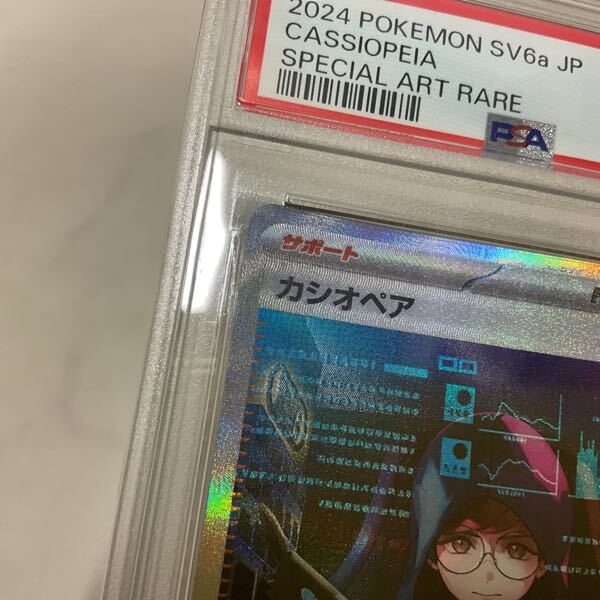 2024 POKEMON SV6a JP
CASSIOPEIA
SPECIAL ART RARE
PSA
サポート
カシオペア